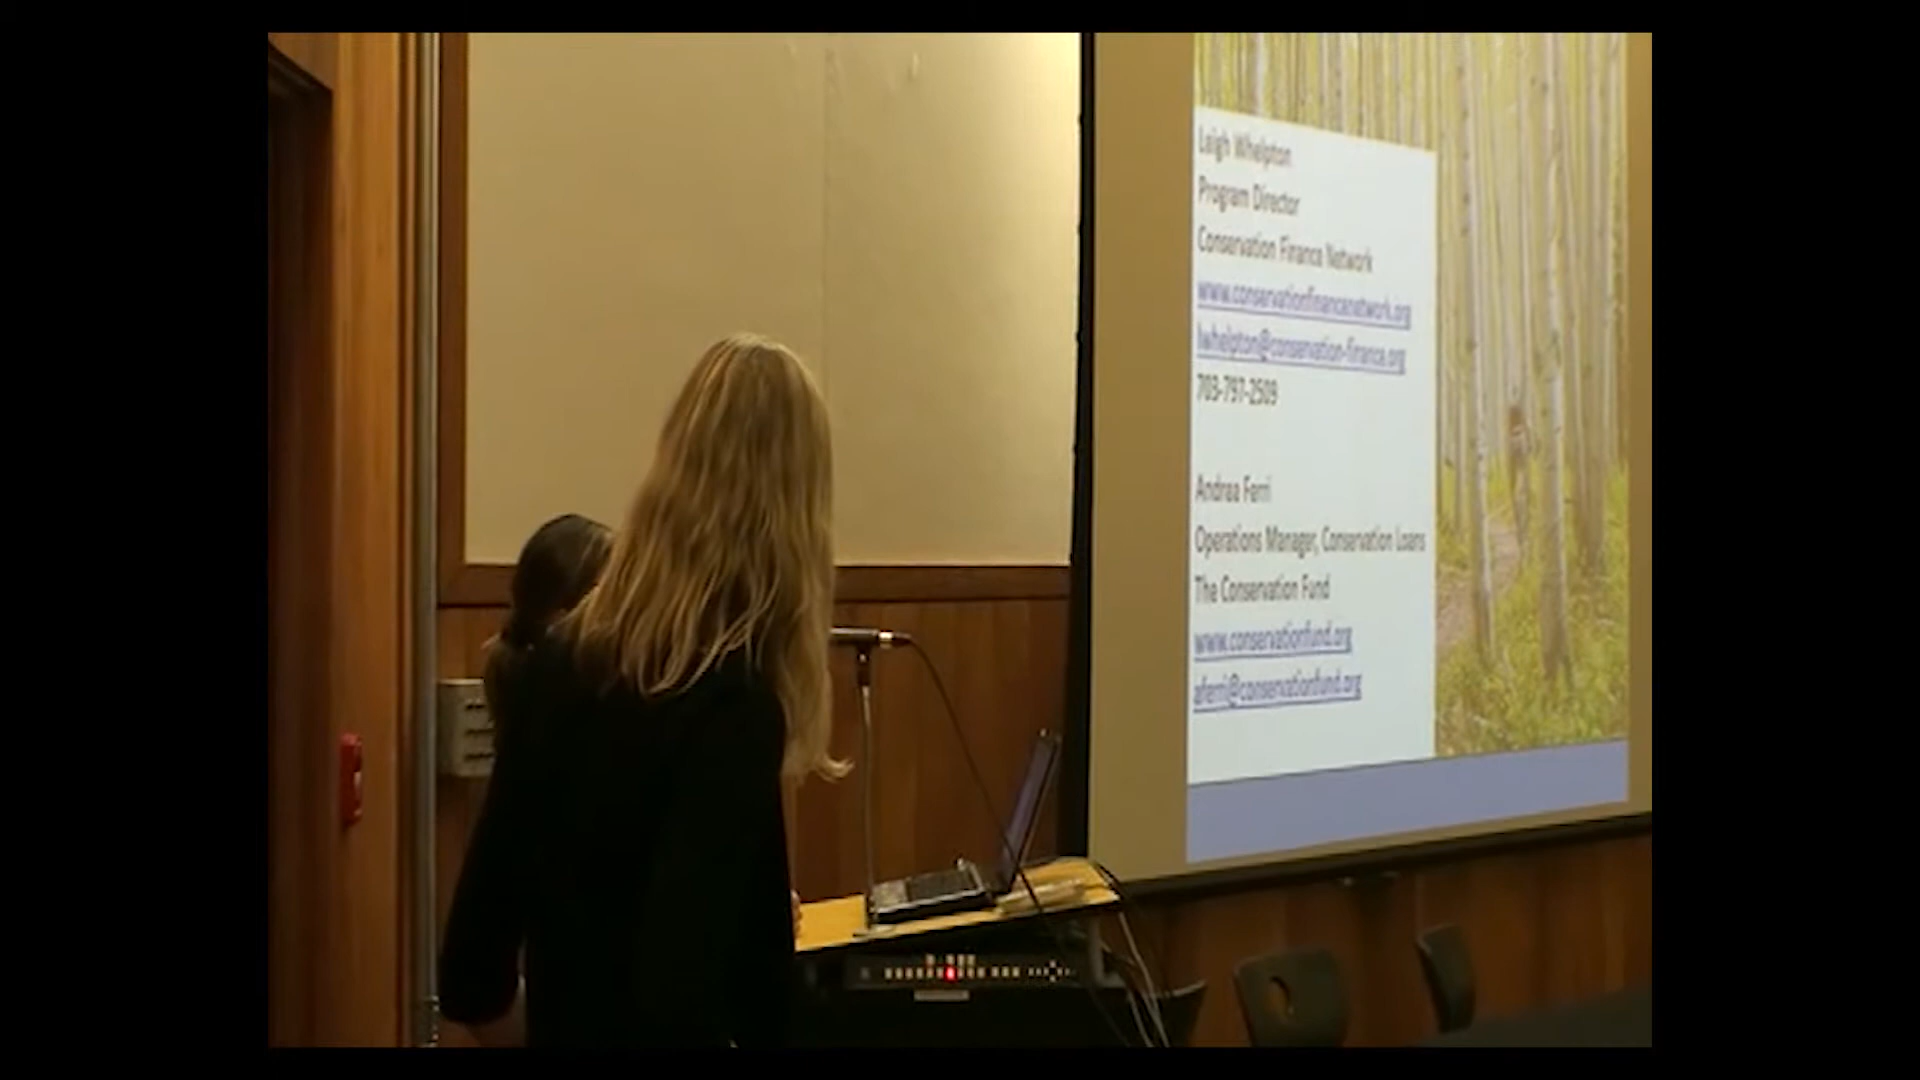 Leigh Whelpton
Program Director
Conservation Finance Network
www.conservationfinancenetwork.org
lwhelpton@conservation-finance.org
703-797-2509
Andrea Ferri
Operations Manager, Conservation Loans
The Conservation Fund
www.conservationfund.org
aferri@conservationfund.org